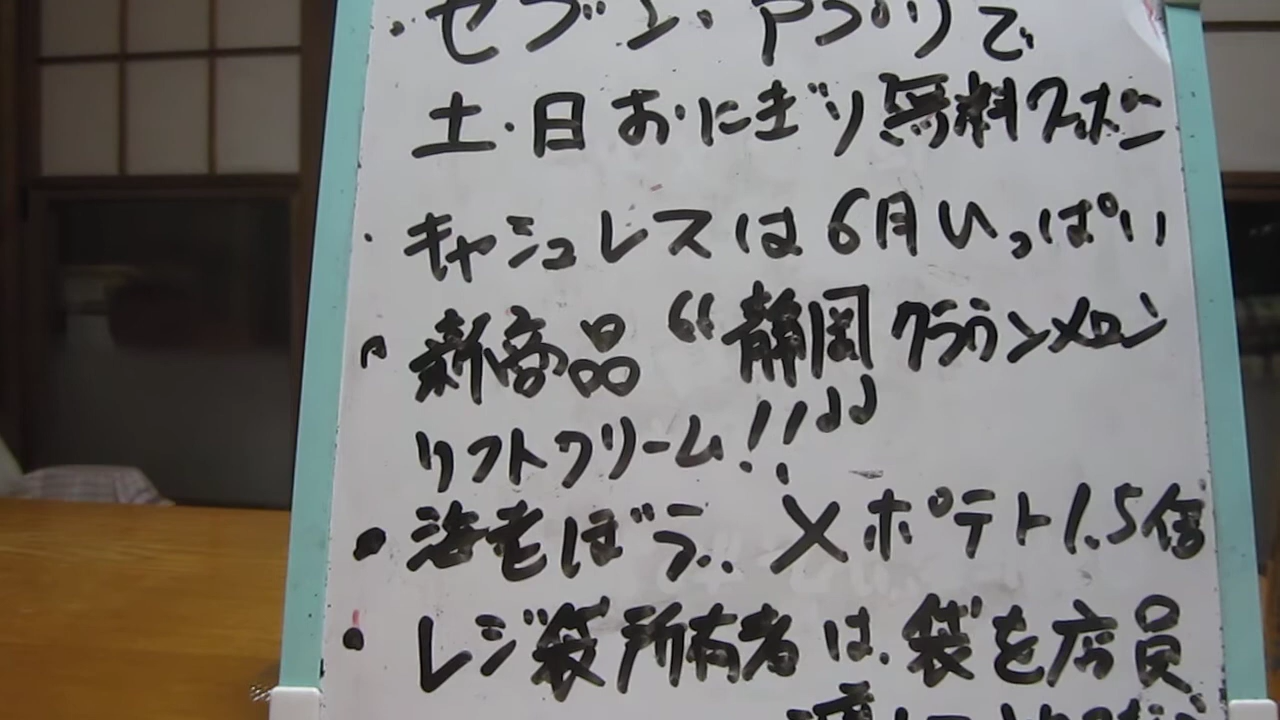 ・セブン・アプリで
土・日おにぎり無料クーポン
・キャシュレスは6月いっぱい
・新商品“静岡クラウンメロン
ソフトクリーム!!♩♩
・海老ぼう..×ポテト1.5倍
・レジ袋所有者は.袋を店員